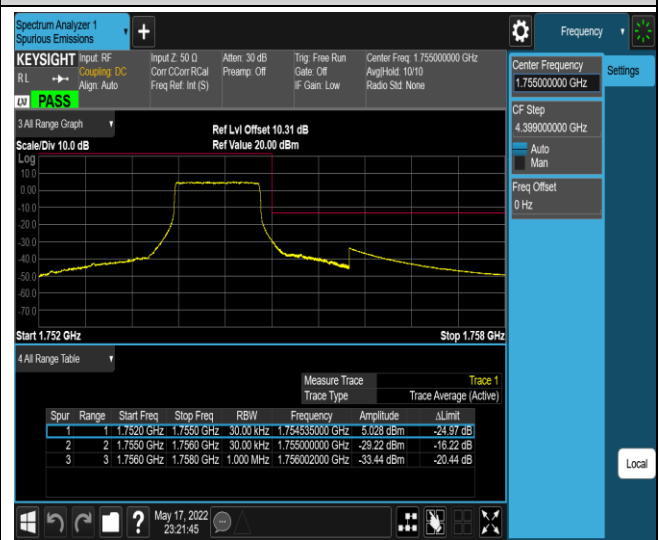 Spectrum Analyzer 1
Spurious Emissions
Frequency
KEYSIGHT Input: RF
RL
Coupling: DC
Align: Auto
Input Z: 50 Ω
Corr CCorr RCal
Freq Ref: Int (S)
Atten: 30 dB
Preamp: Off
Trig: Free Run
Gate: Off
IF Gain: Low
Center Freq: 1.755000000 GHz
Avg|Hold: 10/10
Radio Std: None
LXI PASS
Center Frequency
1.755000000 GHz
Settings
CF Step
4.399000000 GHz
Auto
Man
Freq Offset
0 Hz
3 All Range Graph
Scale/Div 10.0 dB
Ref Lvl Offset 10.31 dB
Ref Value 20.00 dBm
Log
10.0
0.00
-10.0
-20.0
-30.0
-40.0
-50.0
-60.0
-70.0
Start 1.752 GHz
Stop 1.758 GHz
4 All Range Table
Measure Trace Trace 1
Trace Type Trace Average (Active)
Spur Range Start Freq Stop Freq RBW Frequency Amplitude ΔLimit
1 1 1.7520 GHz 1.7550 GHz 30.00 kHz 1.754535000 GHz 5.028 dBm -24.97 dB
2 2 1.7550 GHz 1.7560 GHz 30.00 kHz 1.755000000 GHz -29.22 dBm -16.22 dB
3 3 1.7560 GHz 1.7580 GHz 1.000 MHz 1.756002000 GHz -33.44 dBm -20.44 dB
Local
?
May 17, 2022
23:21:45